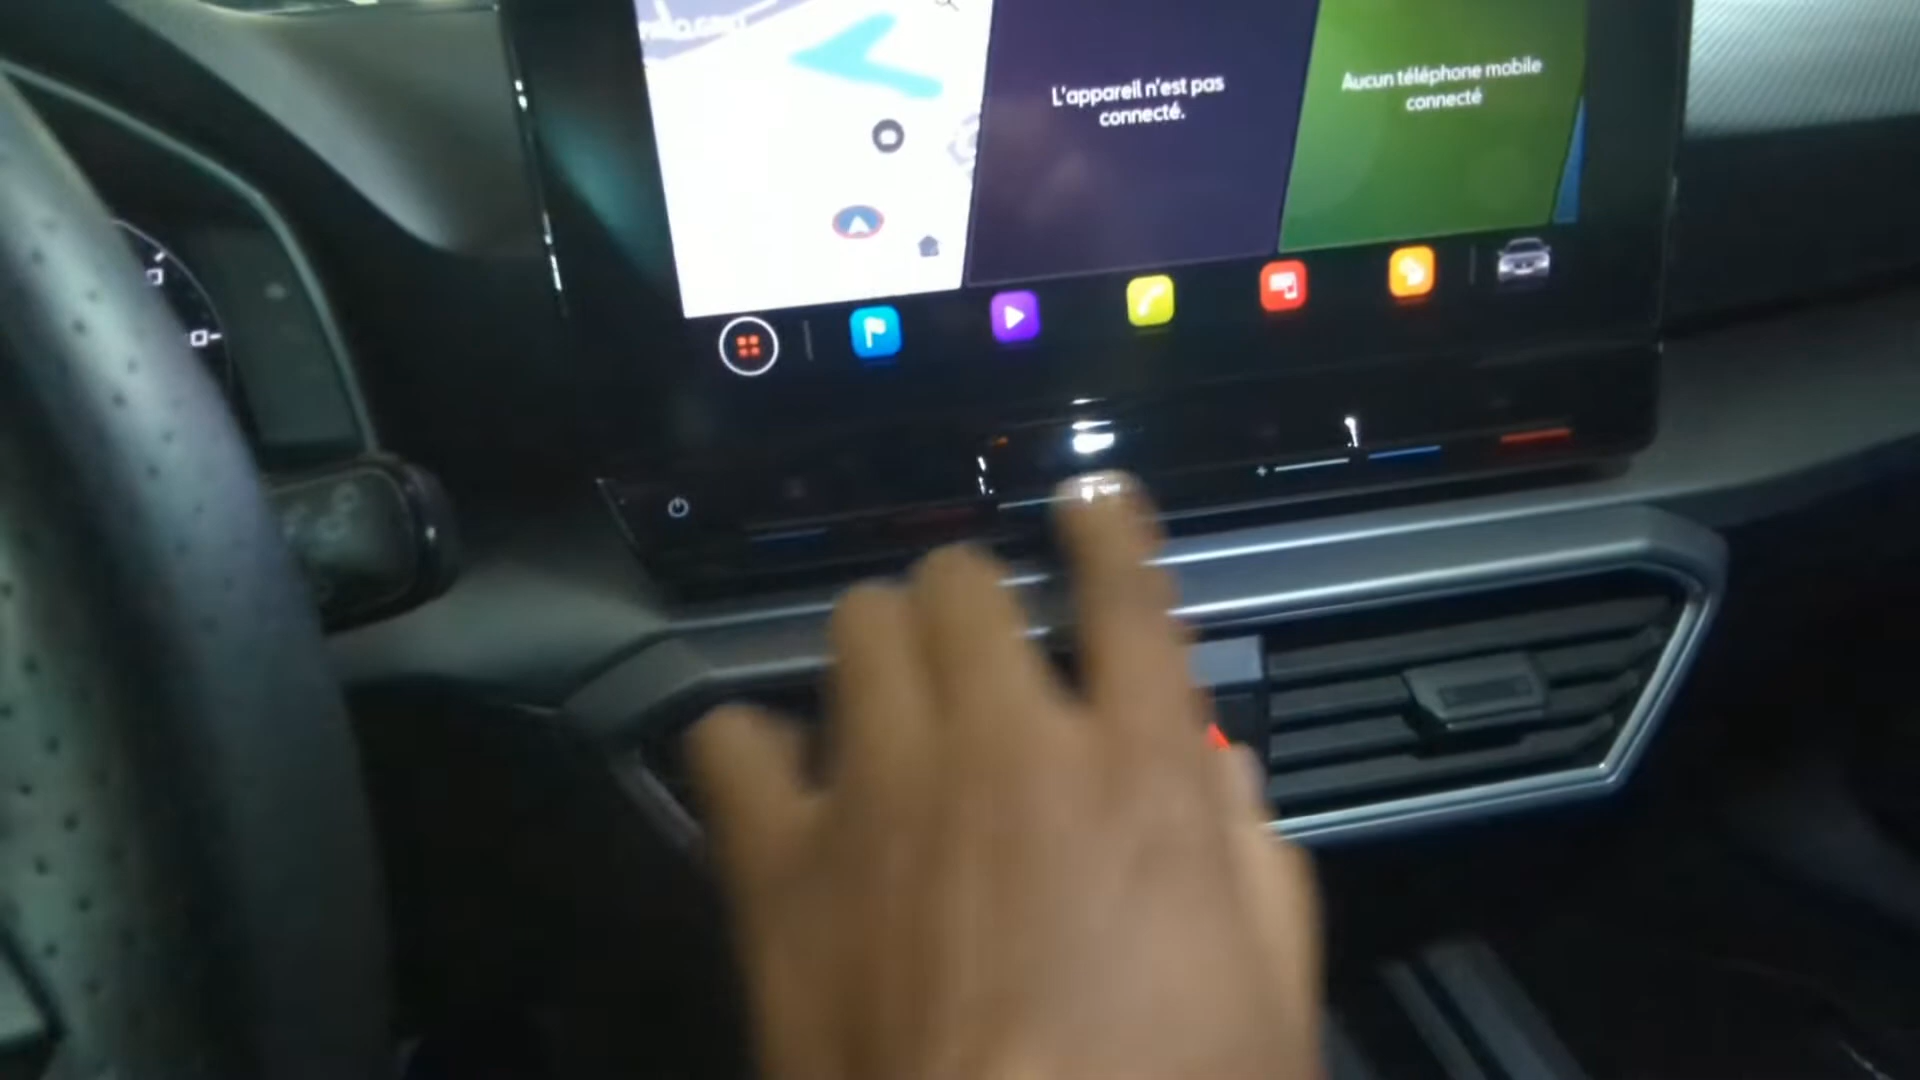 L'appareil n'est pas
connecté.
Aucun téléphone mobile
connecté